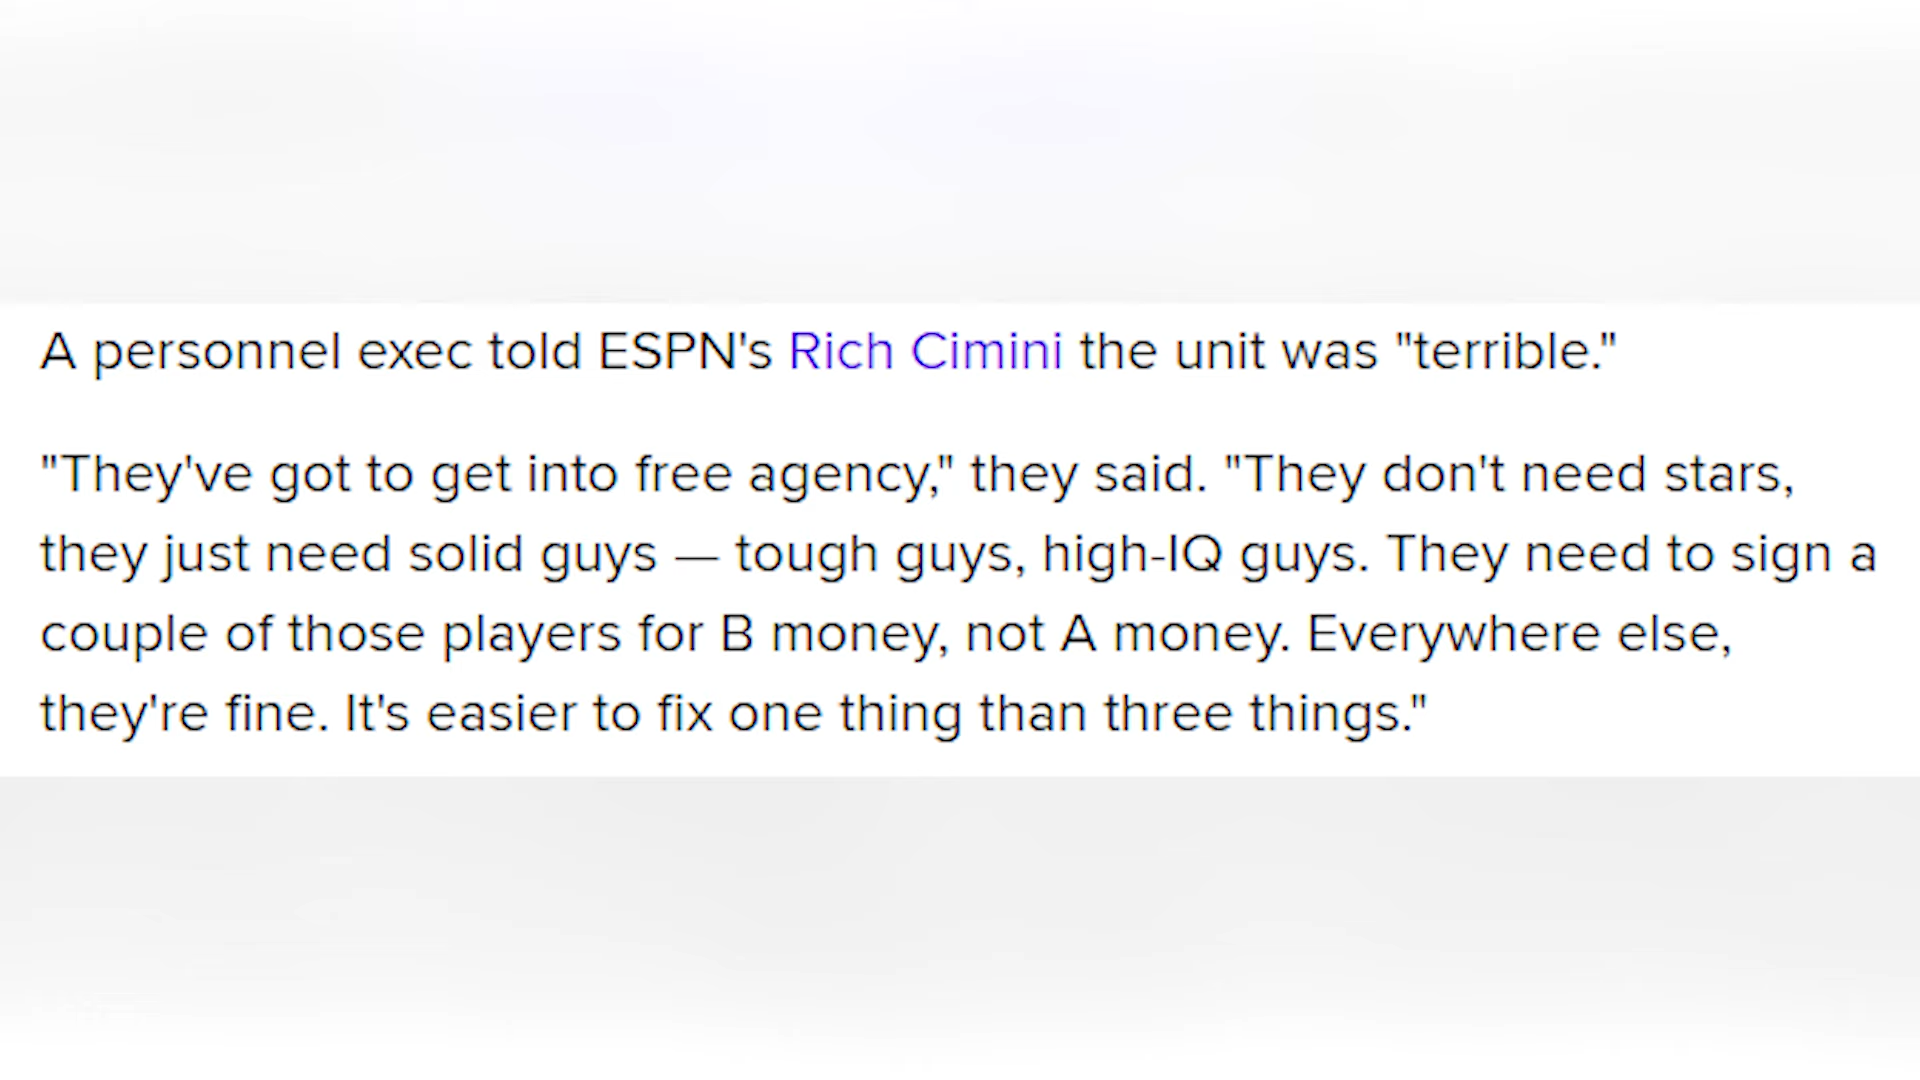 A personnel exec told ESPN's Rich Cimini the unit was "terrible."
"They've got to get into free agency," they said. "They don't need stars,
they just need solid guys — tough guys, high-IQ guys. They need to sign a
couple of those players for B money, not A money. Everywhere else,
they're fine. It's easier to fix one thing than three things."